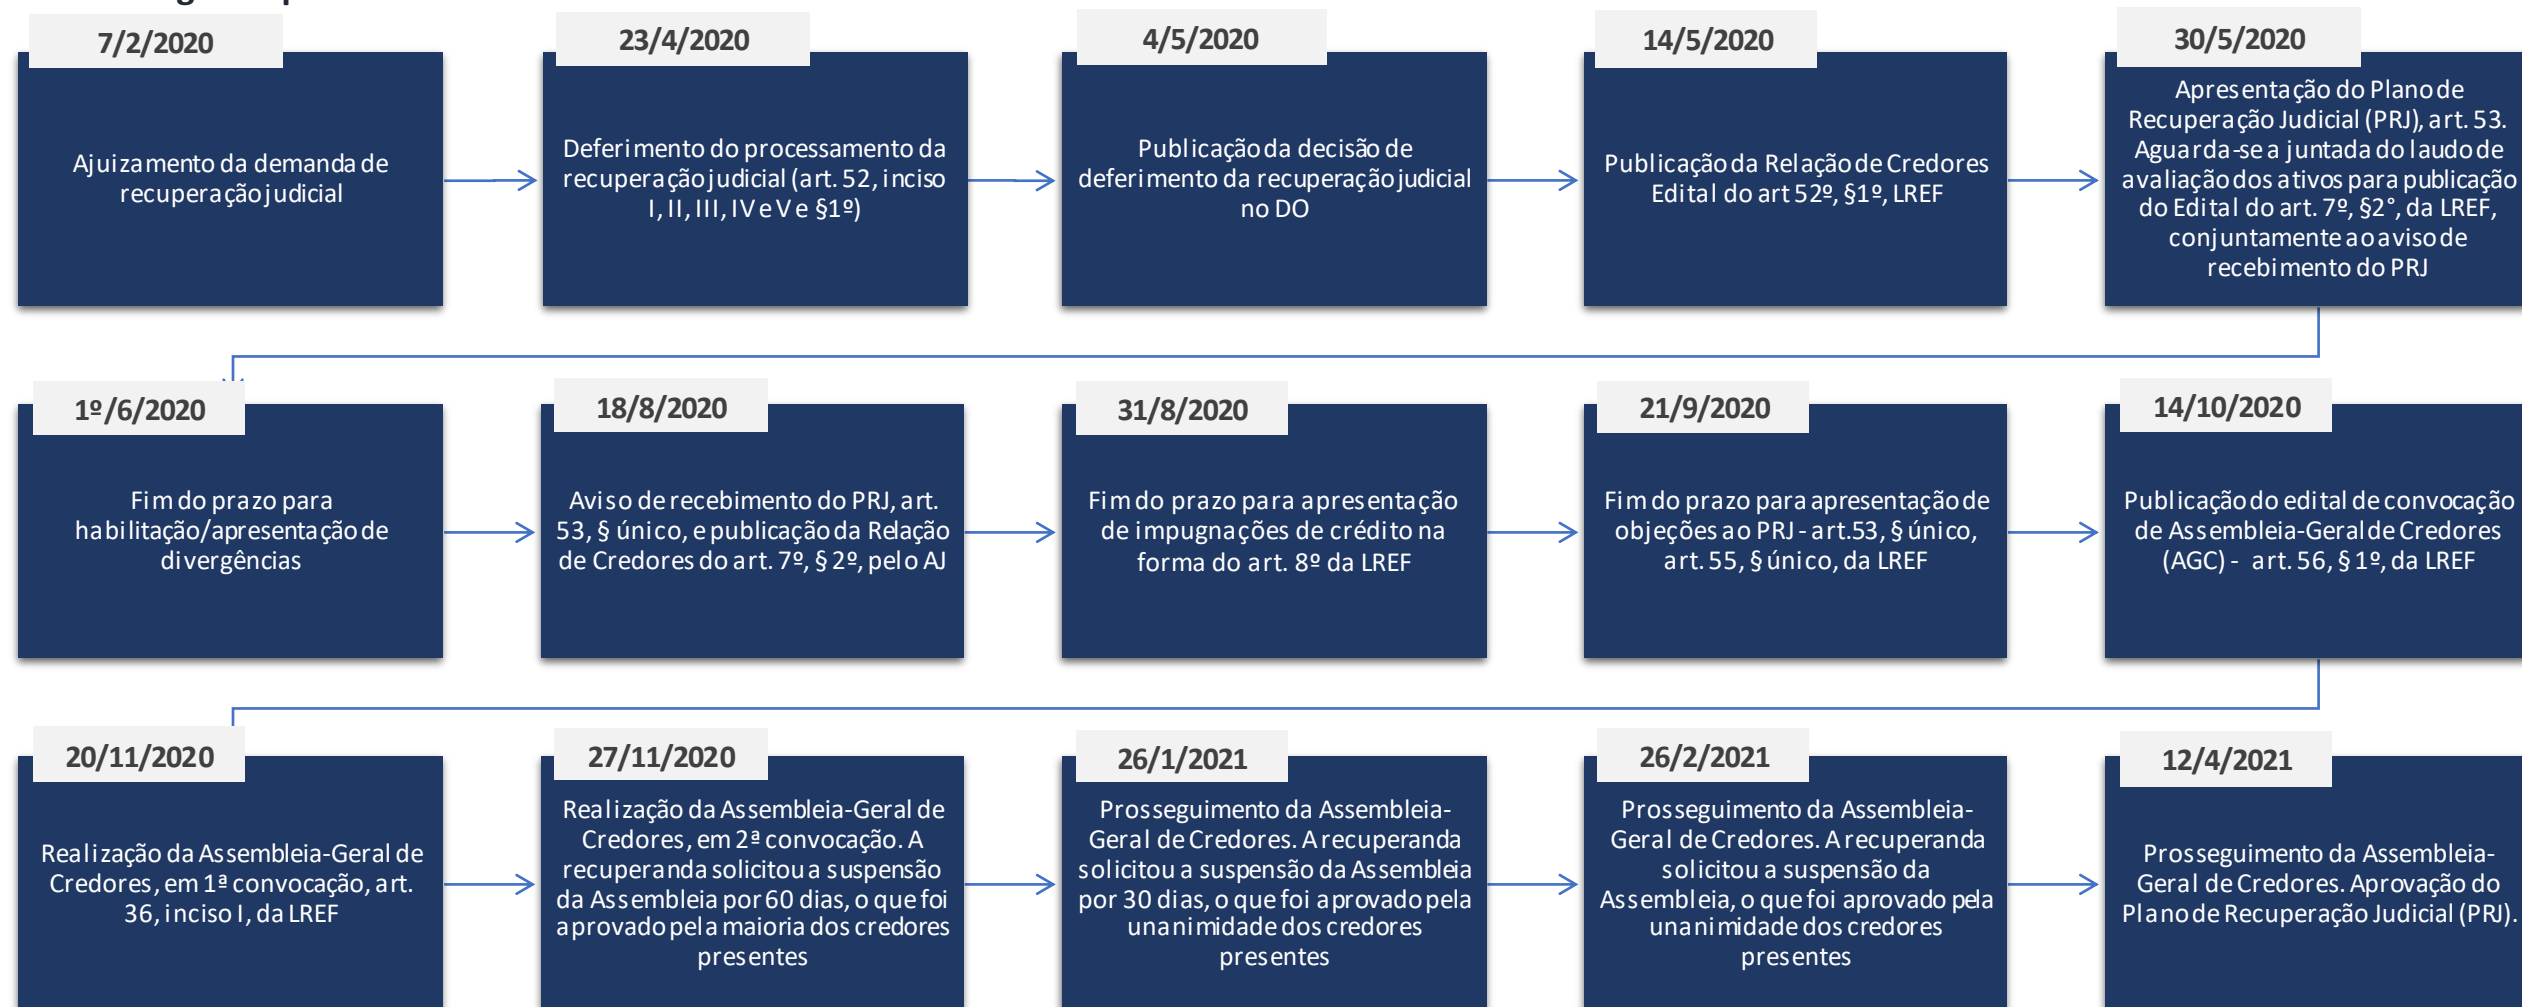 7/2/2020
Ajuizamento da demanda de
recuperação judicial
23/4/2020
Deferimento do processamento da
recuperação judicial (art. 52, inciso
I, II, III, IV e V e §1º)
4/5/2020
Publicação da decisão de
deferimento da recuperação judicial
no DO
14/5/2020
Publicação da Relação de Credores
Edital do art 52º, §1º, LREF
30/5/2020
Apresentação do Plano de
Recuperação Judicial (PRJ), art. 53.
Aguarda-se a juntada do laudo de
avaliação dos ativos para publicação
do Edital do art. 7º, §2°, da LREF,
conjuntamente ao aviso de
recebimento do PRJ
1º/6/2020
Fim do prazo para
habilitação/apresentação de
divergências
18/8/2020
Aviso de recebimento do PRJ, art.
53, § único, e publicação da Relação
de Credores do art. 7º, § 2º, pelo AJ
31/8/2020
Fim do prazo para apresentação
de impugnações de crédito na
forma do art. 8º da LREF
21/9/2020
Fim do prazo para apresentação de
objeções ao PRJ - art.53, § único,
art. 55, § único, da LREF
14/10/2020
Publicação do edital de convocação
de Assembleia-Geral de Credores
(AGC) - art. 56, § 1º, da LREF
20/11/2020
Realização da Assembleia-Geral de
Credores, em 1ª convocação, art.
36, inciso I, da LREF
27/11/2020
Realização da Assembleia-Geral de
Credores, em 2ª convocação. A
recuperanda solicitou a suspensão
da Assembleia por 60 dias, o que foi
aprovado pela maioria dos credores
presentes
26/1/2021
Prosseguimento da Assembleia-
Geral de Credores. A recuperanda
solicitou a suspensão da Assembleia
por 30 dias, o que foi aprovado pela
unanimidade dos credores
presentes
26/2/2021
Prosseguimento da Assembleia-
Geral de Credores. A recuperanda
solicitou a suspensão da
Assembleia, o que foi aprovado pela
unanimidade dos credores
presentes
12/4/2021
Prosseguimento da Assembleia-
Geral de Credores. Aprovação do
Plano de Recuperação Judicial (PRJ).